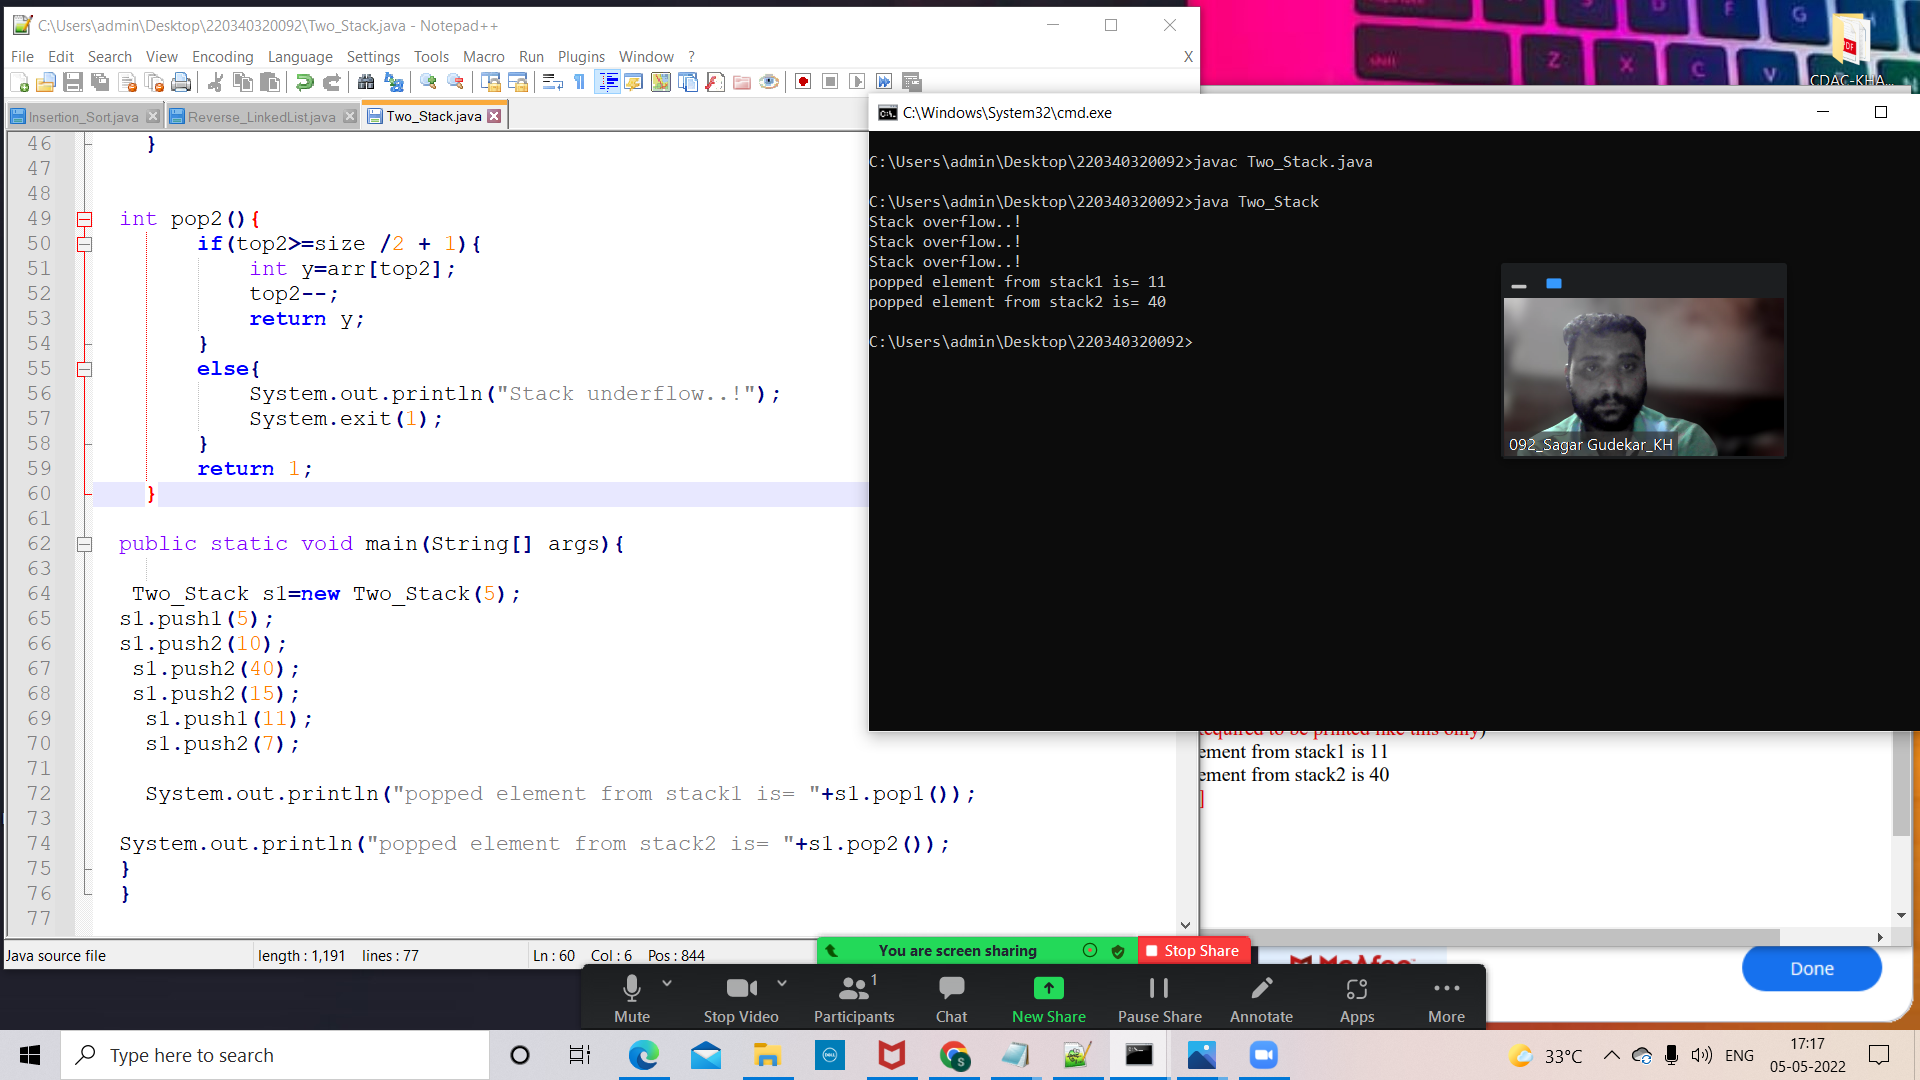 C:\Users\admin\Desktop\220340320092\Two_Stack.java - Notepad++
File Edit Search View Encoding Language Settings Tools Macro Run Plugins Window ? X
Insertion_Sort.java Reverse_LinkedList.java Two_Stack.java
46 }
47
48
49 int pop2(){
50 if(top2>=size /2 + 1){
51 int y=arr[top2];
52 top2--;
53 return y;
54 }
55 else{
56 System.out.println("Stack underflow..!");
57 System.exit(1);
58 }
59 return 1;
60 }
61
62 public static void main(String[] args){
63
64 Two_Stack s1=new Two_Stack(5);
65 s1.push1(5);
66 s1.push2(10);
67 s1.push2(40);
68 s1.push2(15);
69 s1.push1(11);
70 s1.push2(7);
71
72 System.out.println("popped element from stack1 is= "+s1.pop1());
73
74 System.out.println("popped element from stack2 is= "+s1.pop2());
75 }
76 }
77
Java source file length : 1,191 lines : 77 Ln : 60 Col : 6 Pos : 844
CDAC-KHA...
C:\Windows\System32\cmd.exe
C:\Users\admin\Desktop\220340320092>javac Two_Stack.java
C:\Users\admin\Desktop\220340320092>java Two_Stack
Stack overflow..!
Stack overflow..!
Stack overflow..!
popped element from stack1 is= 11
popped element from stack2 is= 40
C:\Users\admin\Desktop\220340320092>
092_Sagar Gudekar_KH
required to be printed like this only)
ement from stack1 is 11
ement from stack2 is 40
]
You are screen sharing Stop Share
McAfee
Done
Mute Stop Video Participants 1 Chat New Share Pause Share Annotate Apps More
Type here to search
33°C ENG 17:17
05-05-2022